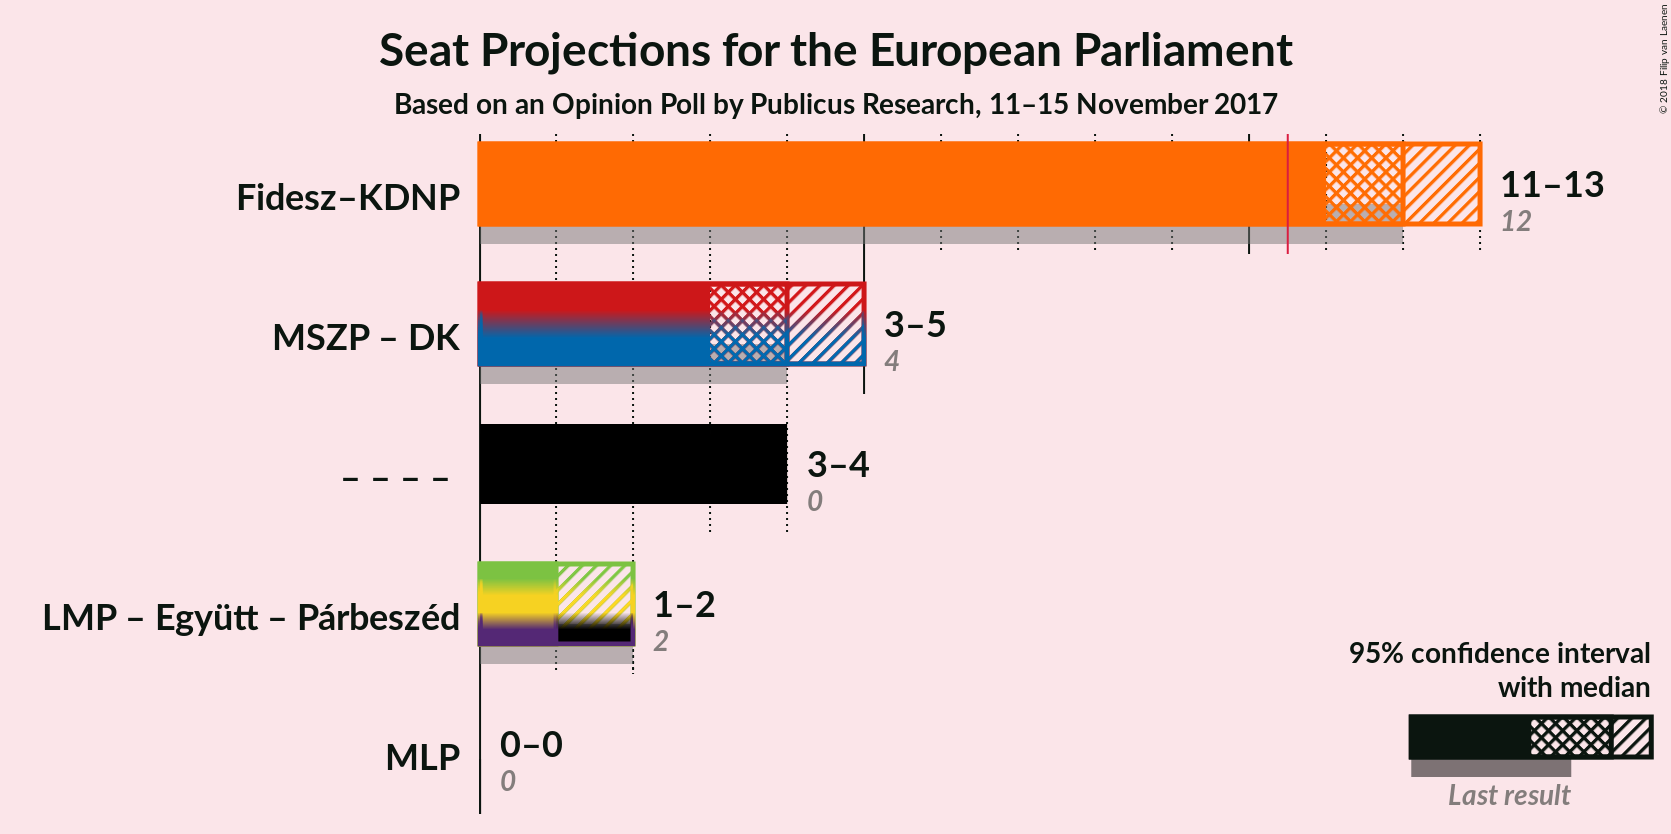 Seat Projections for the European Parliament
Based on an Opinion Poll by Publicus Research, 11–15 November 2017
© 2018 Filip van Laenen
Fidesz–KDNP
11–13
12
MSZP – DK
3–5
4
– – – –
3–4
0
LMP – Együtt – Párbeszéd
1–2
2
MLP
0–0
0
95% confidence interval
with median
Last result